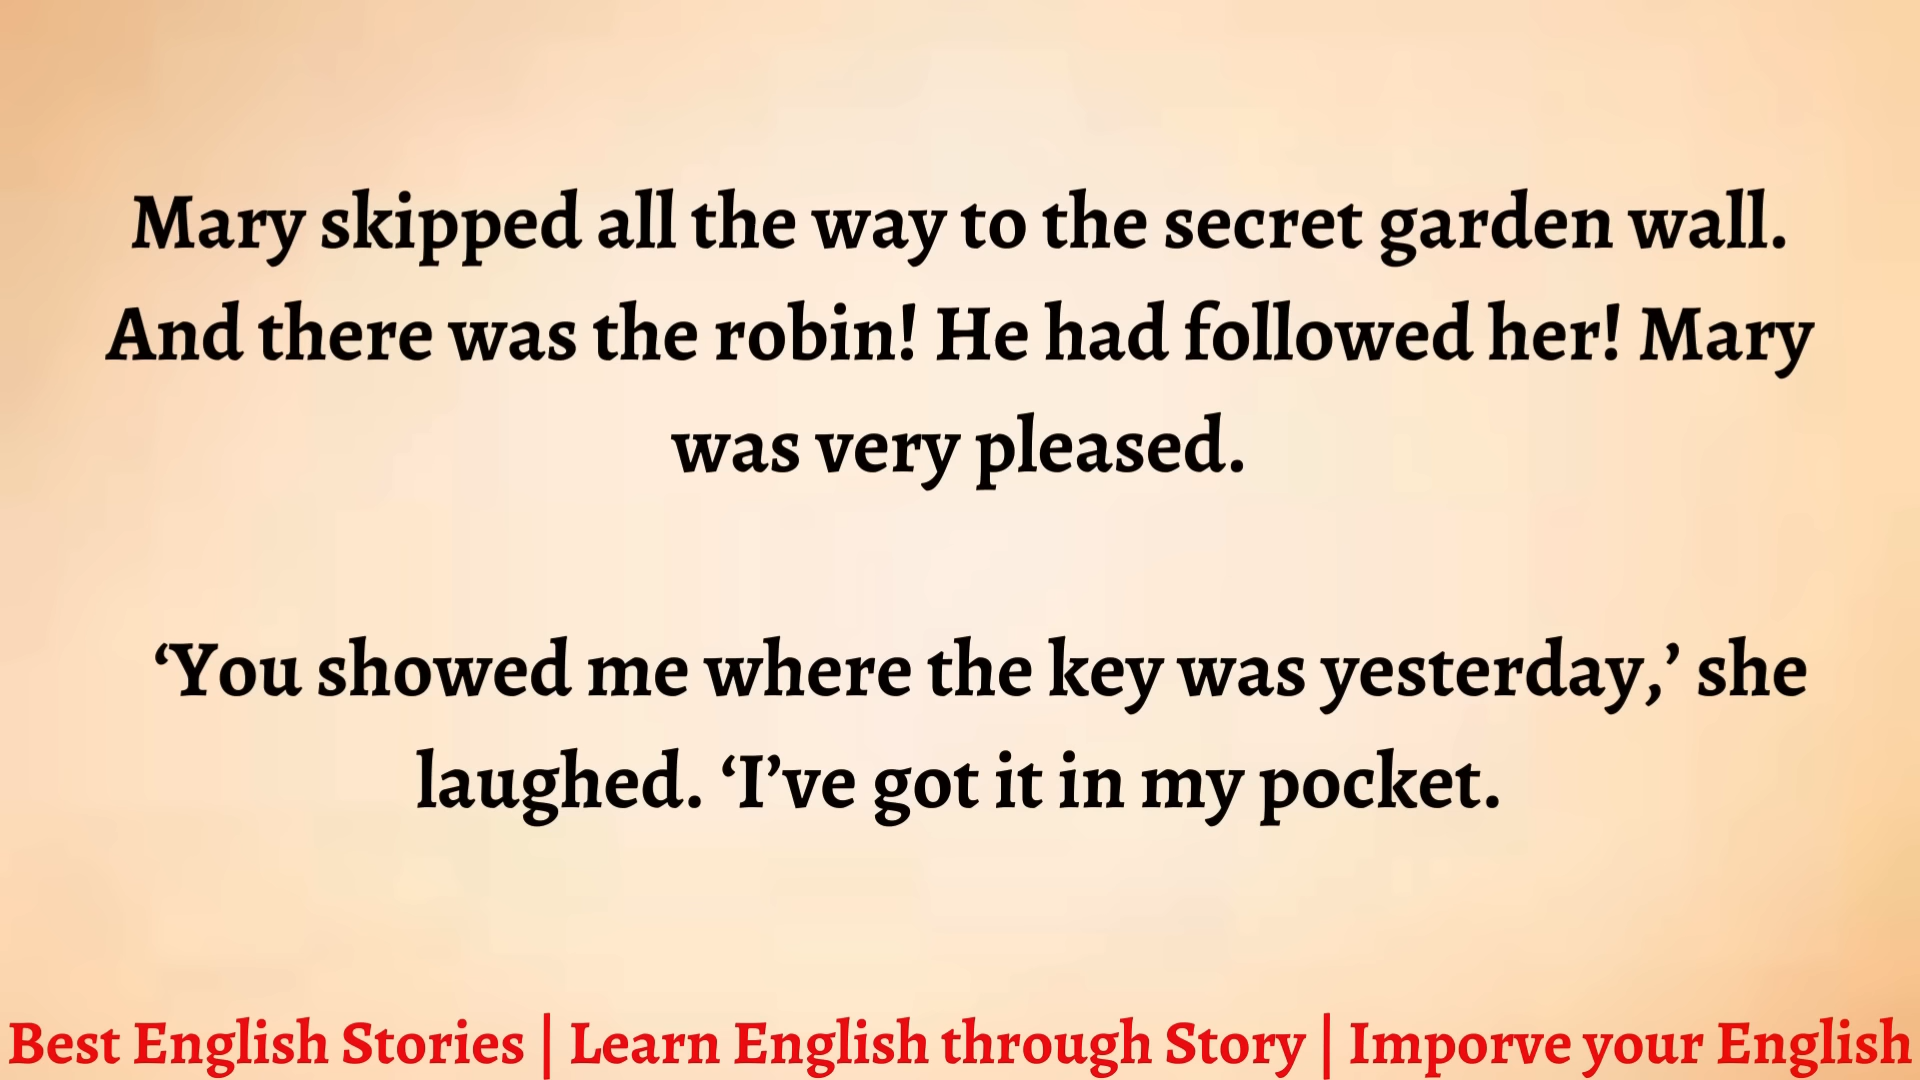 Mary skipped all the way to the secret garden wall.
And there was the robin! He had followed her! Mary
was very pleased.
‘You showed me where the key was yesterday,’ she
laughed. ‘I’ve got it in my pocket.
Best English Stories | Learn English through Story | Imporve your English